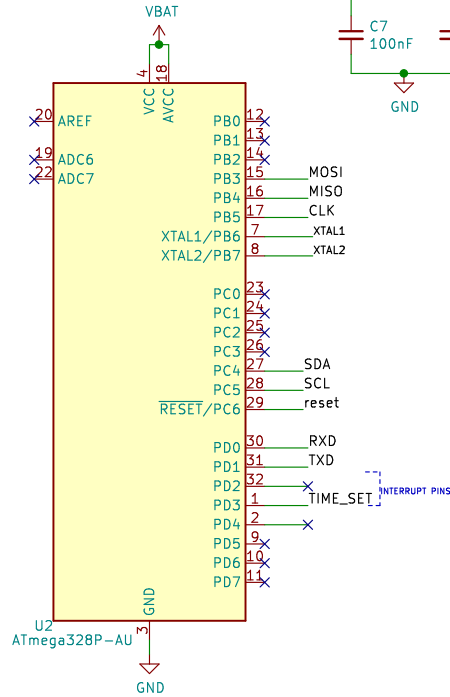 VBAT
C7
100nF
GND
4
18
VCC
AVCC
20
AREF
PB0
12
PB1
13
19
ADC6
PB2
14
22
ADC7
PB3
15
MOSI
PB4
16
MISO
PB5
17
CLK
XTAL1/PB6
7
XTAL1
XTAL2/PB7
8
XTAL2
PC0
23
PC1
24
PC2
25
PC3
26
PC4
27
SDA
PC5
28
SCL
RESET/PC6
29
reset
PD0
30
RXD
PD1
31
TXD
PD2
32
INTERRUPT PINS
PD3
1
TIME_SET
PD4
2
PD5
9
PD6
10
PD7
11
GND
3
U2
ATmega328P-AU
GND